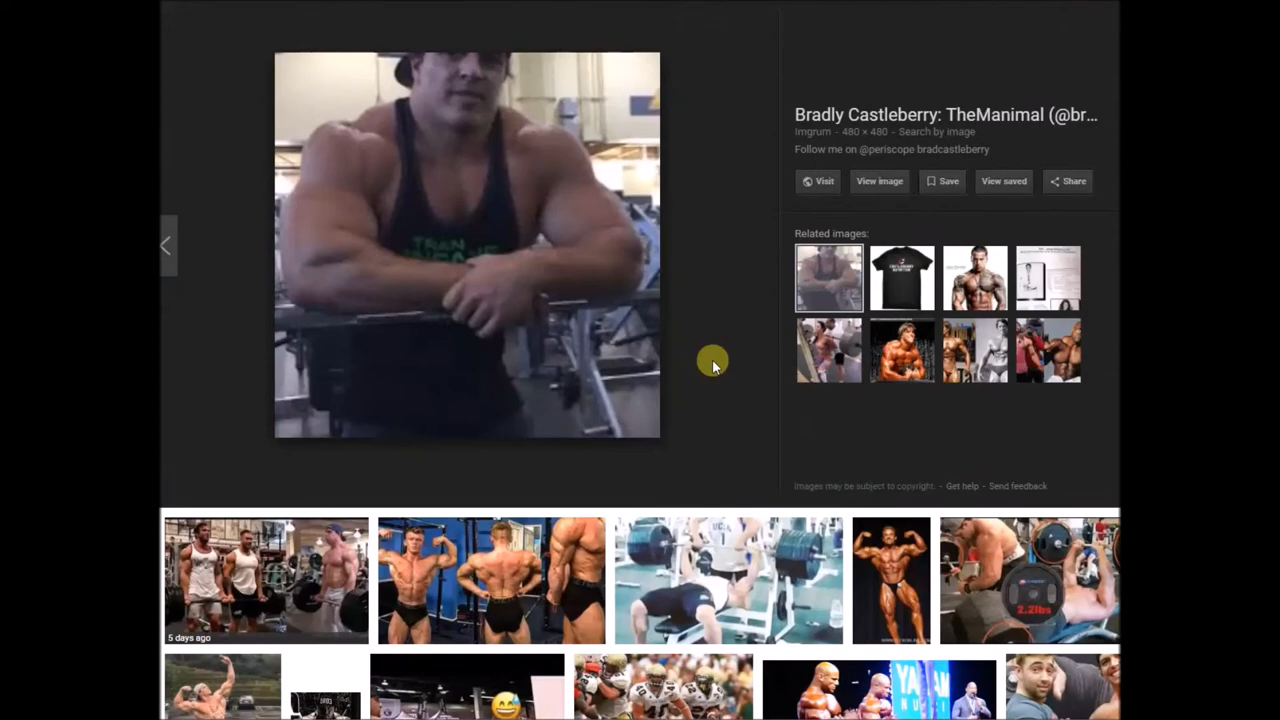 TRAIN
Bradly Castleberry: TheManimal (@br...
Imgrum - 480 × 480 - Search by image
Follow me on @periscope bradcastleberry
Visit
View image
Save
View saved
Share
Related images:
Images may be subject to copyright. - Get help - Send feedback
5 days ago
UCLA
2.2lbs